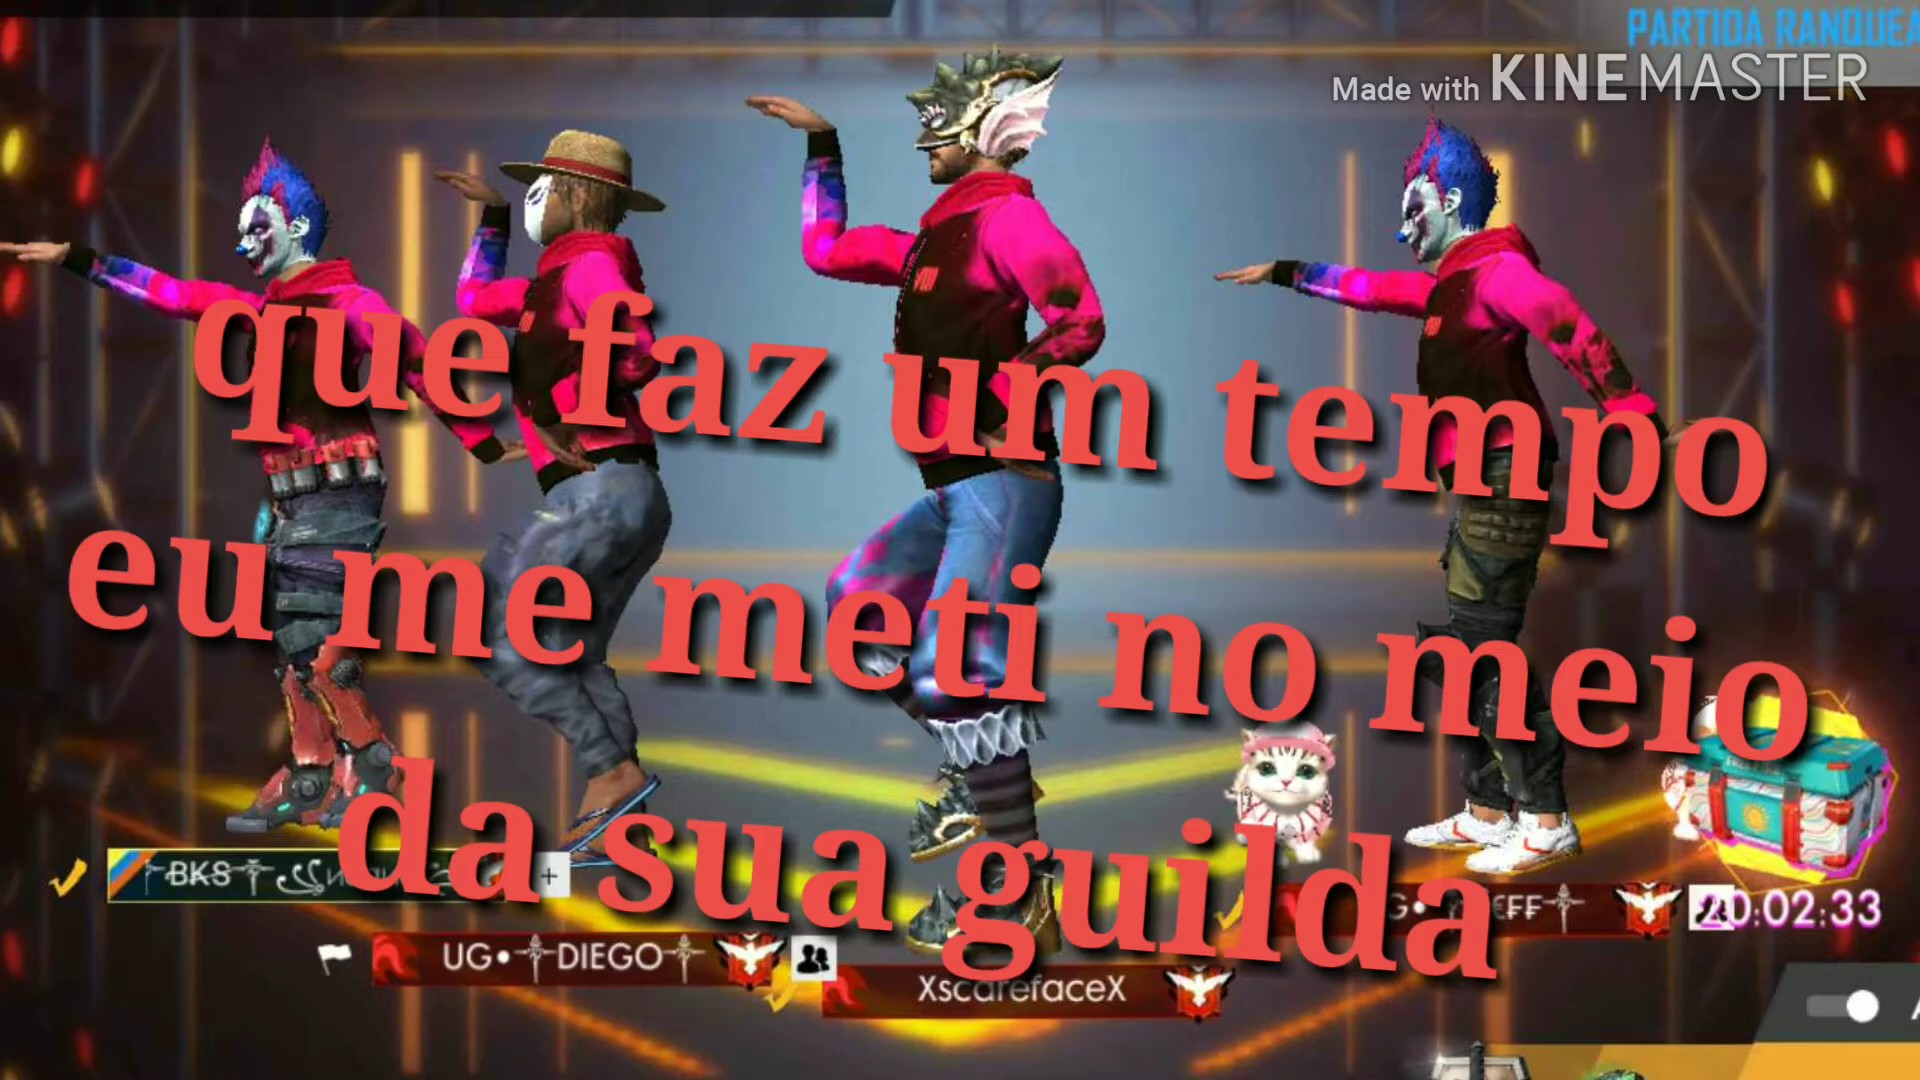 PARTIDA RANQUEA
Made with KINEMASTER
que faz um tempo
eu me meti no meio
da sua guilda
BKS
UG•DIEGO
XscarefaceX
20:02:33